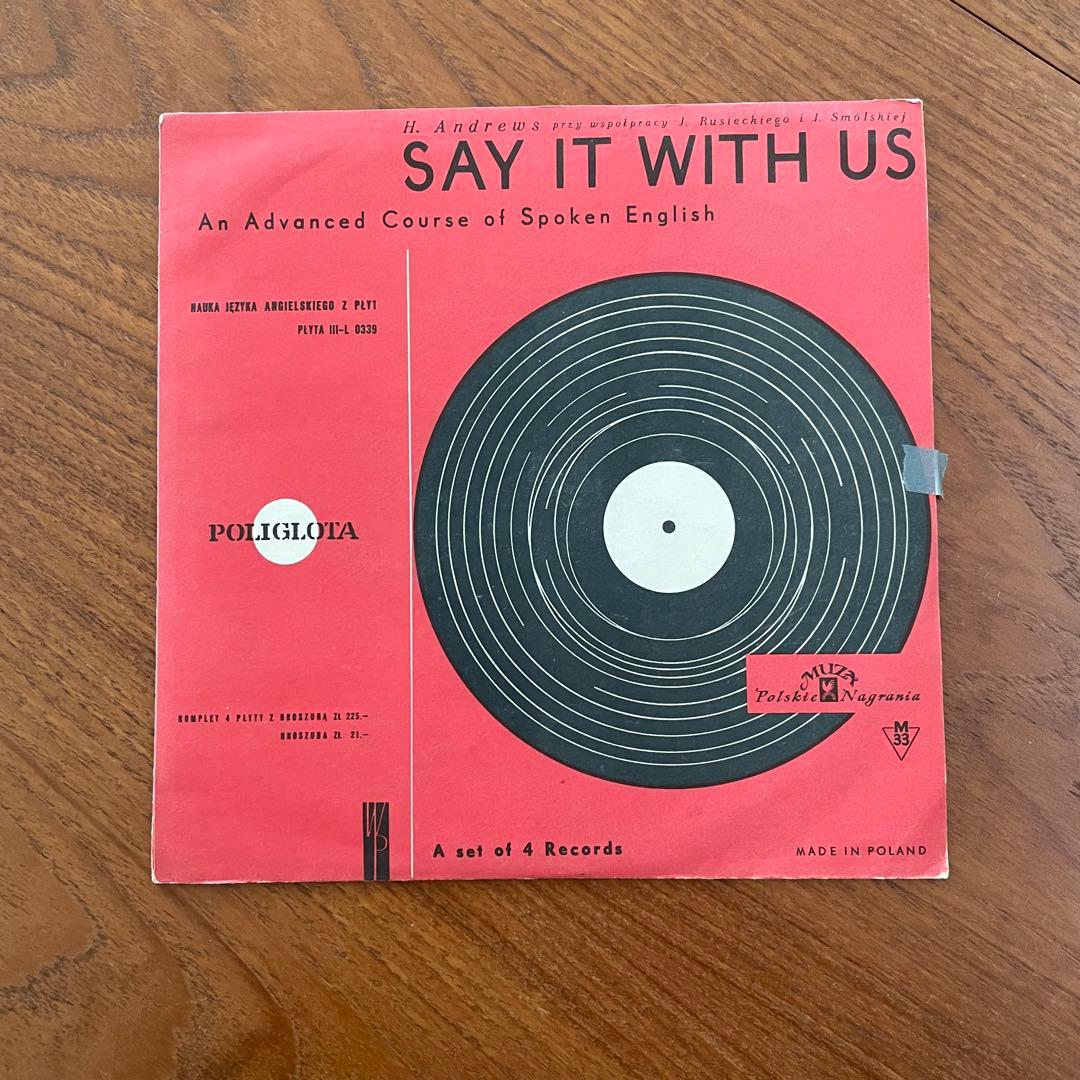 H. Andrews przy współpracy J. Rusieckiego i J. Smólskiej
SAY IT WITH US
An Advanced Course of Spoken English
NAUKA JĘZYKA ANGIELSKIEGO Z PŁYT
PŁYTA III-L 0339
POLIGLOTA
MUZA
Polskie Nagrania
M
33
KOMPLET 4 PŁYTY Z BROSZURĄ ZŁ 225.—
BROSZURA ZŁ 21.—
WP
A set of 4 Records
MADE IN POLAND